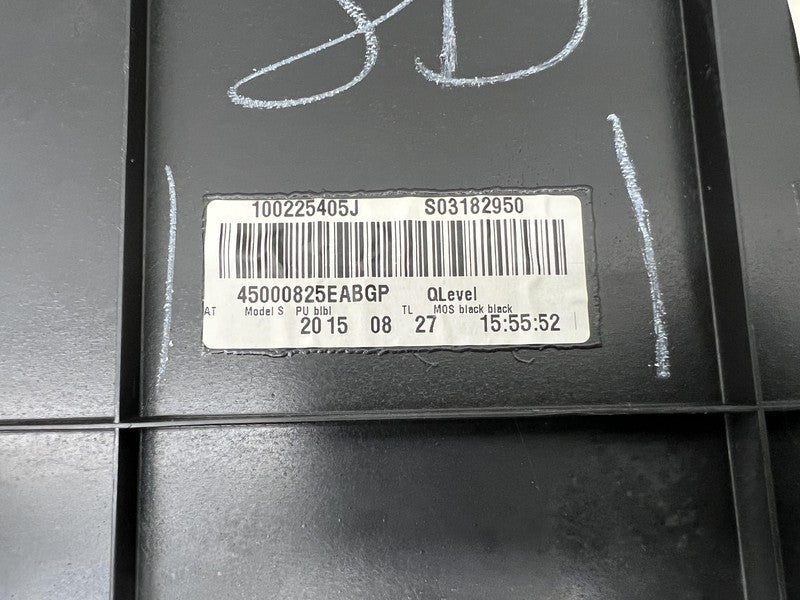 100225405J S03182950
45000825EABGP QLevel
AT Model S PU blbl TL MOS black black
2015 08 27 15:55:52